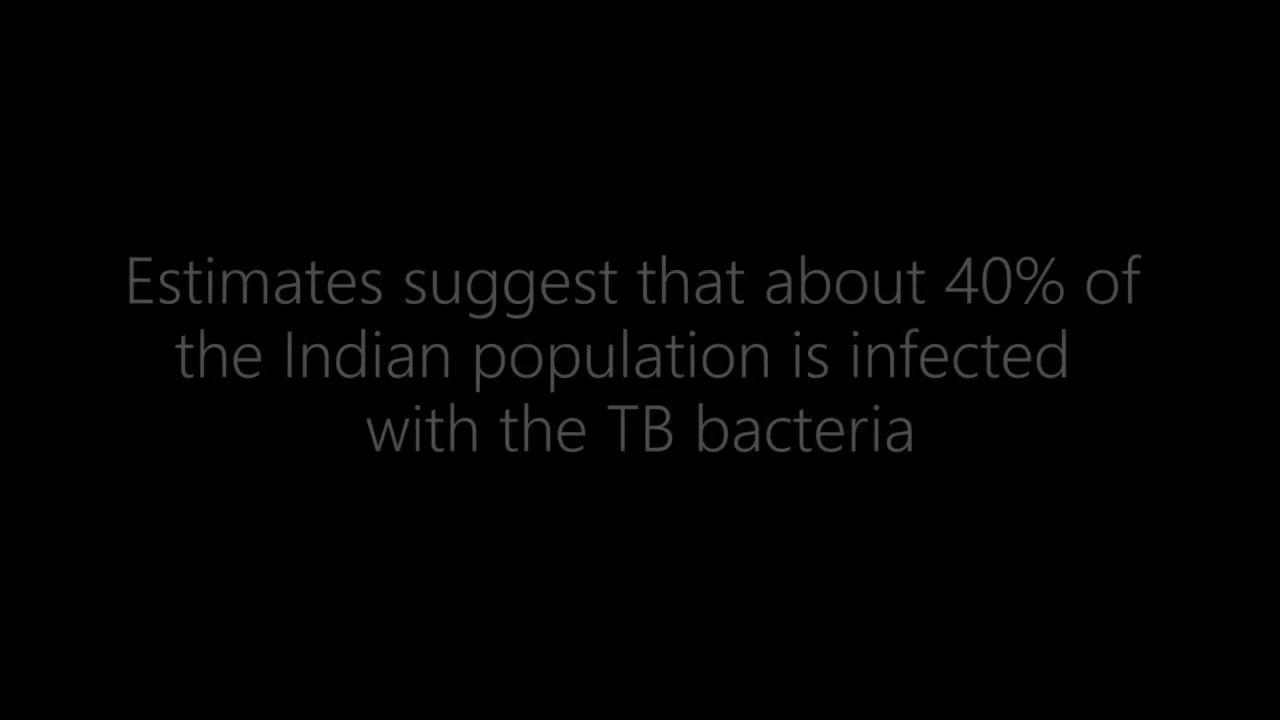 Estimates suggest that about 40% of
the Indian population is infected
with the TB bacteria